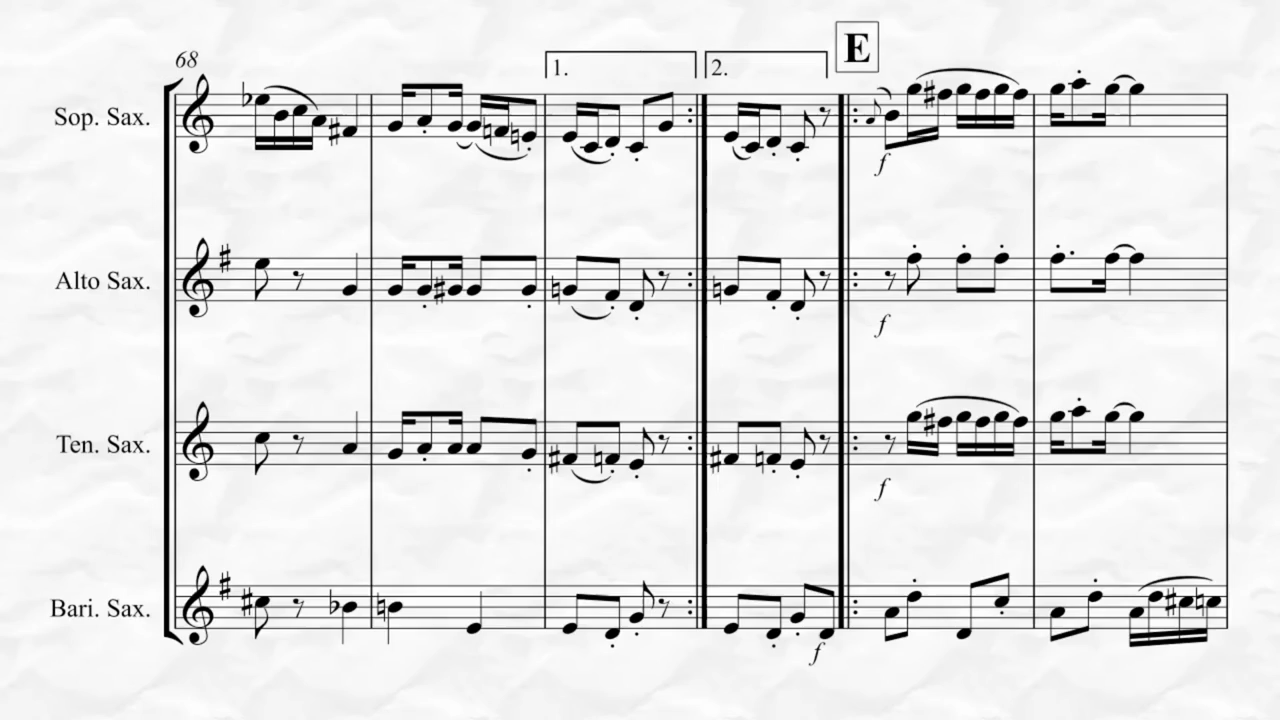 E
68
1.
2.
Sop. Sax.
f
Alto Sax.
f
Ten. Sax.
f
Bari. Sax.
f